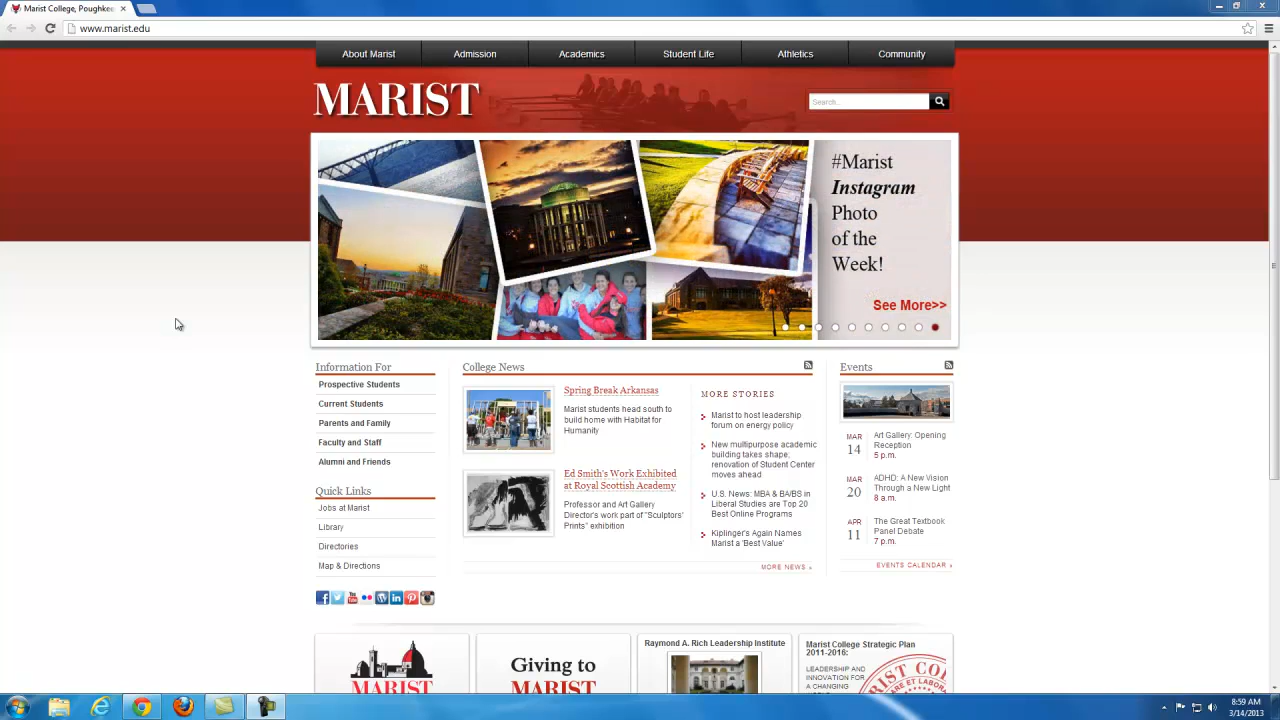 Marist College, Poughkee
www.marist.edu
About Marist
Admission
Academics
Student Life
Athletics
Community
MARIST
Search..
#Marist
Instagram
Photo
of the
Week!
See More>>
Information For
Prospective Students
Current Students
Parents and Family
Faculty and Staff
Alumni and Friends
Quick Links
Jobs at Marist
Library
Directories
Map & Directions
College News
Spring Break Arkansas
Marist students head south to
build home with Habitat for
Humanity
Ed Smith's Work Exhibited
at Royal Scottish Academy
Professor and Art Gallery
Director's work part of "Sculptors'
Prints" exhibition
MORE STORIES
Marist to host leadership
forum on energy policy
New multipurpose academic
building takes shape;
renovation of Student Center
moves ahead
U.S. News: MBA & BA/BS in
Liberal Studies are Top 20
Best Online Programs
Kiplinger's Again Names
Marist a 'Best Value'
MORE NEWS »
Events
MAR
14
Art Gallery: Opening
Reception
5 p.m.
MAR
20
ADHD: A New Vision
Through a New Light
8 a.m.
APR
11
The Great Textbook
Panel Debate
7 p.m.
EVENTS CALENDAR »
MARIST
Giving to
MARIST
Raymond A. Rich Leadership Institute
Marist College Strategic Plan
2011-2016:
LEADERSHIP AND
INNOVATION FOR
A CHANGING
8:59 AM
3/14/2013